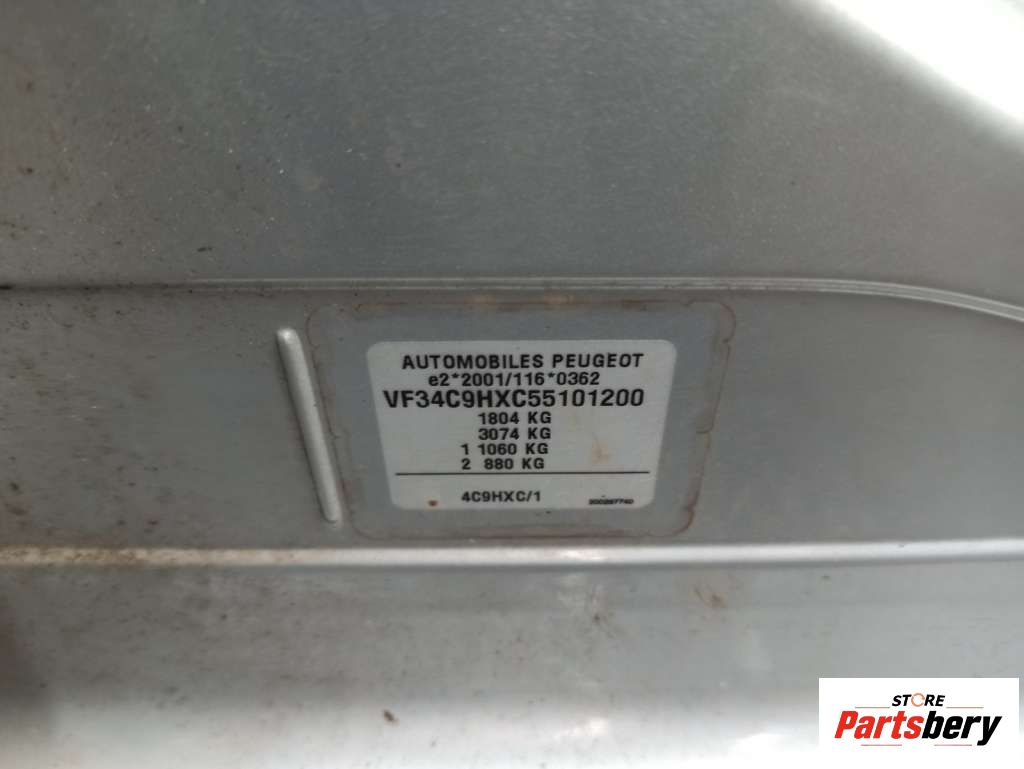 AUTOMOBILES PEUGEOT
e2*2001/116*0362
VF34C9HXC55101200
1804 KG
3074 KG
1 1060 KG
2 880 KG
4C9HXC/1
STORE
Partsbery